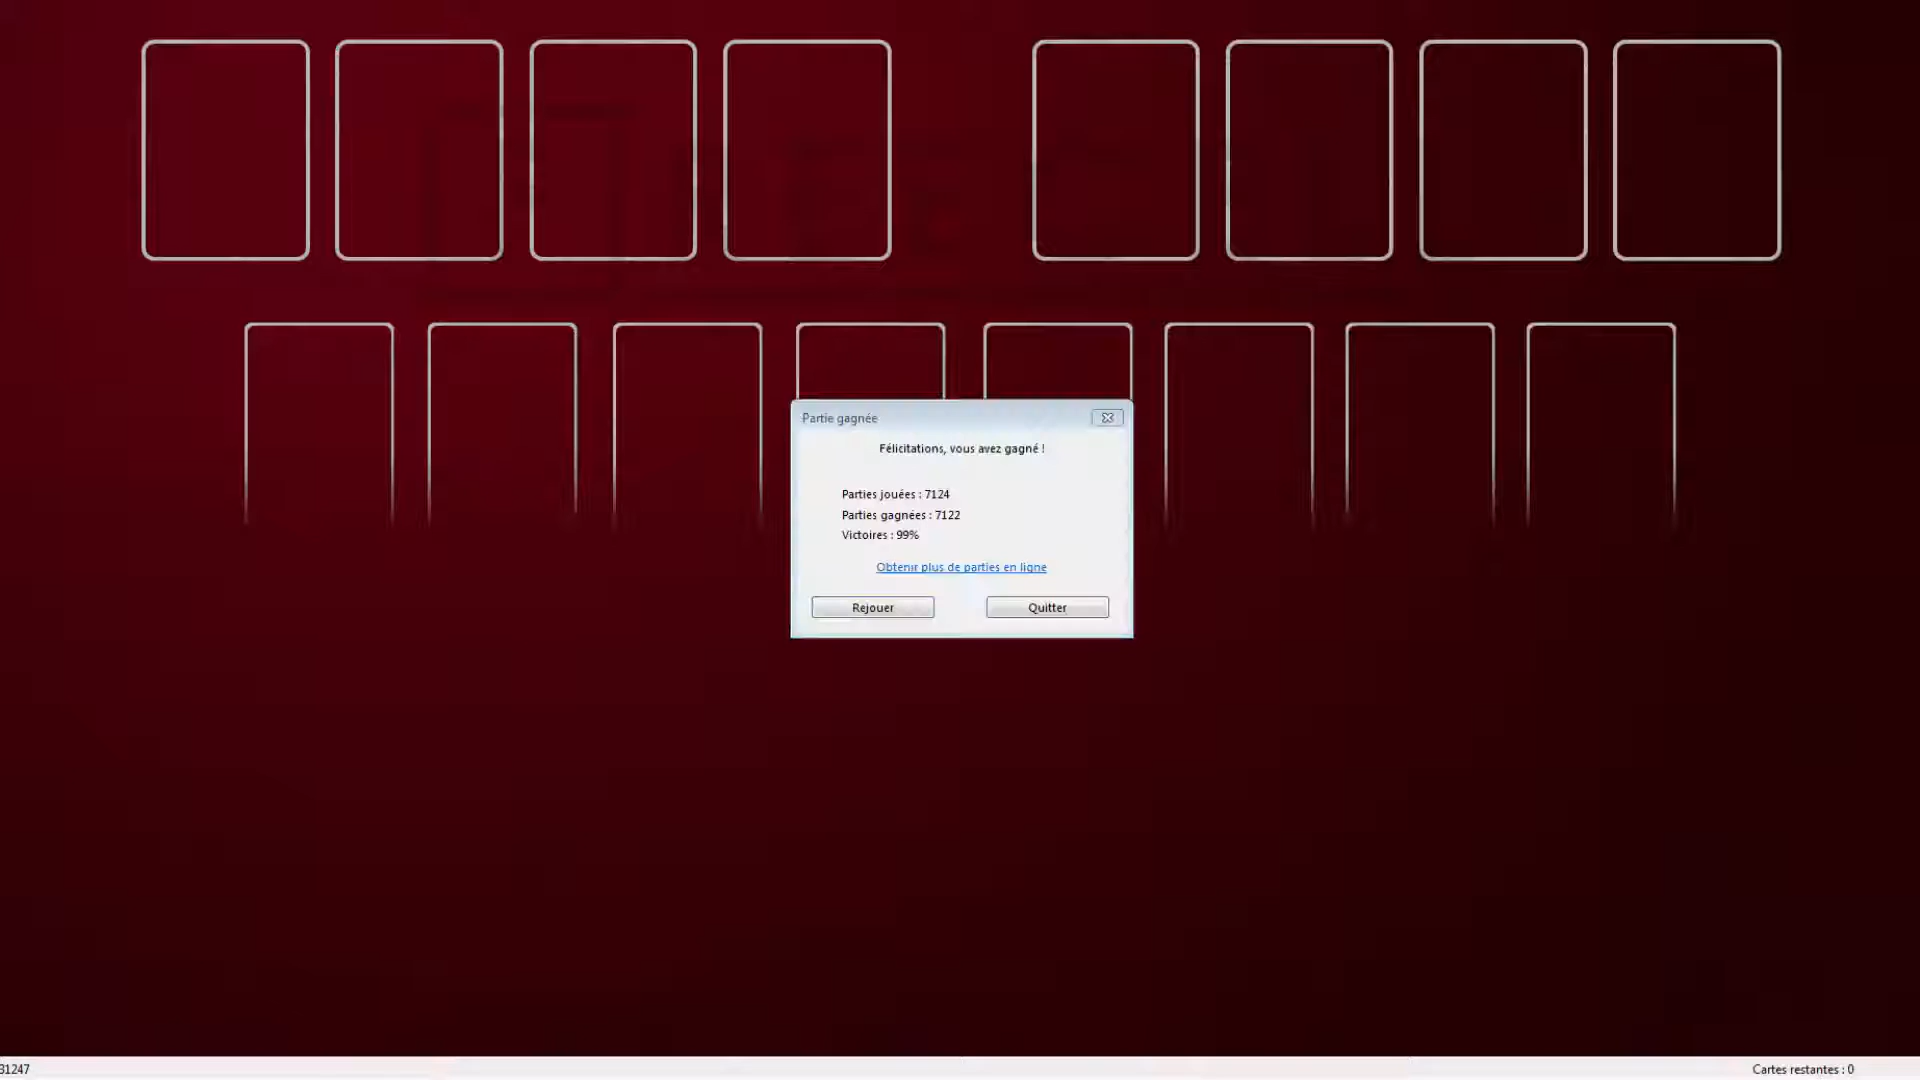 Partie gagnée
Félicitations, vous avez gagné !
Parties jouées : 7124
Parties gagnées : 7122
Victoires : 99%
Obtenir plus de parties en ligne
Rejouer
Quitter
31247
Cartes restantes : 0